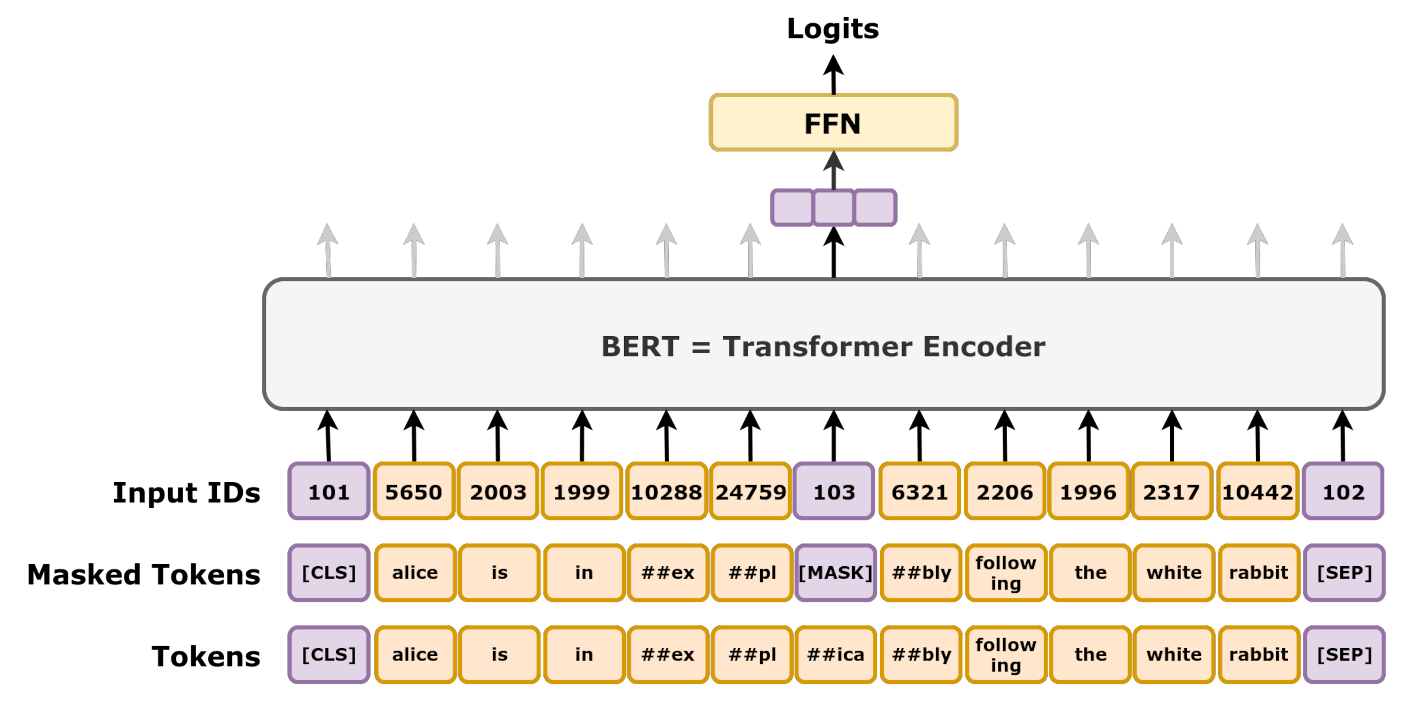 Logits
FFN
BERT = Transformer Encoder
Input IDs 101 5650 2003 1999 10288 24759 103 6321 2206 1996 2317 10442 102
Masked Tokens [CLS] alice is in ##ex ##pl [MASK] ##bly follow ing the white rabbit [SEP]
Tokens [CLS] alice is in ##ex ##pl ##ica ##bly follow ing the white rabbit [SEP]